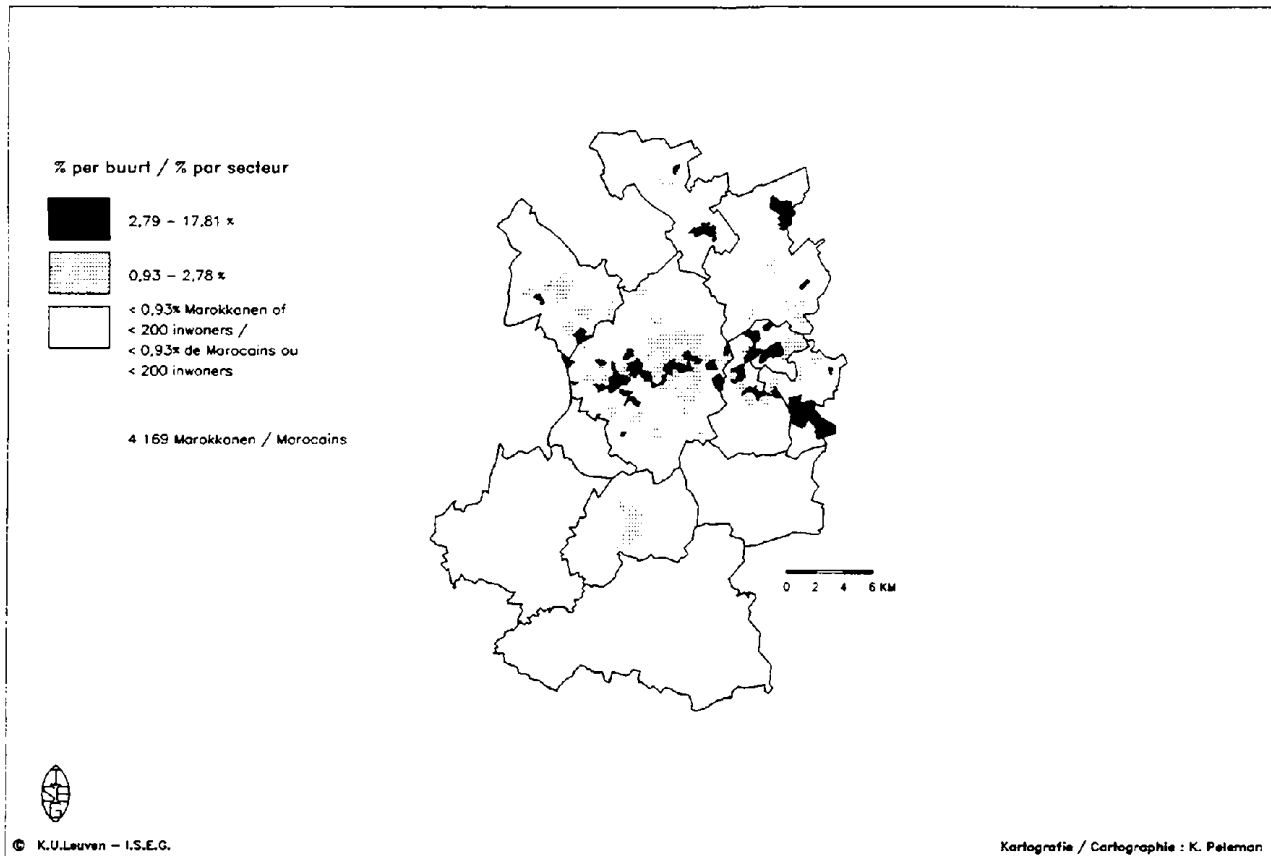 % per buurt / % par secteur
2,79 - 17,81 %
0,93 - 2,78 %
< 0,93% Marokkanen of
< 200 inwoners /
< 0,93% de Marocains ou
< 200 inwoners
4 169 Marokkanen / Marocains
0 2 4 6 KM
I
SE
G
© K.U.Leuven - I.S.E.G.
Kartografie / Cartographie : K. Peleman